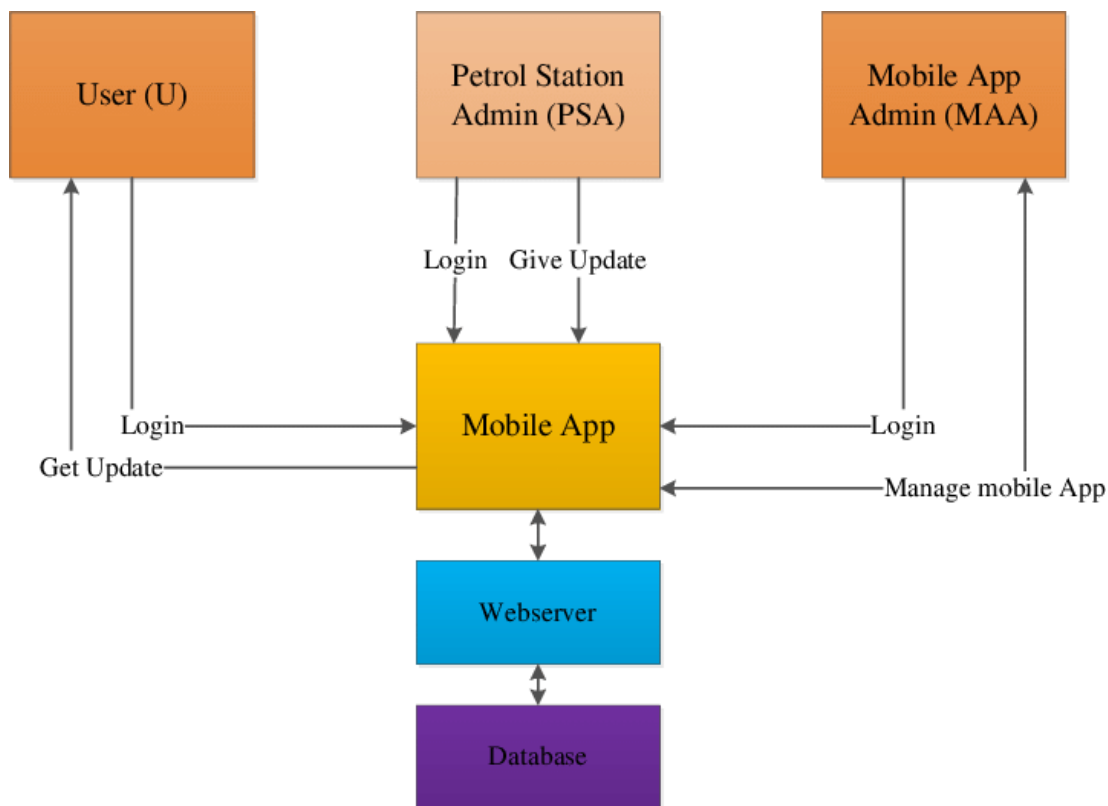 User (U)
Petrol Station
Admin (PSA)
Mobile App
Admin (MAA)
Login
Give Update
Login
Mobile App
Login
Get Update
Manage mobile App
Webserver
Database